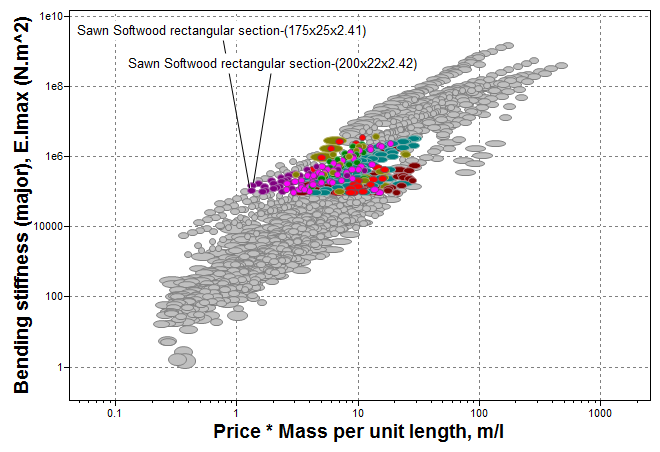 1e10
Sawn Softwood rectangular section-(175x25x2.41)
Sawn Softwood rectangular section-(200x22x2.42)
1e8
1e6
10000
100
1
Bending stiffness (major), E.Imax (N.m^2)
0.1 1 10 100 1000
Price * Mass per unit length, m/l